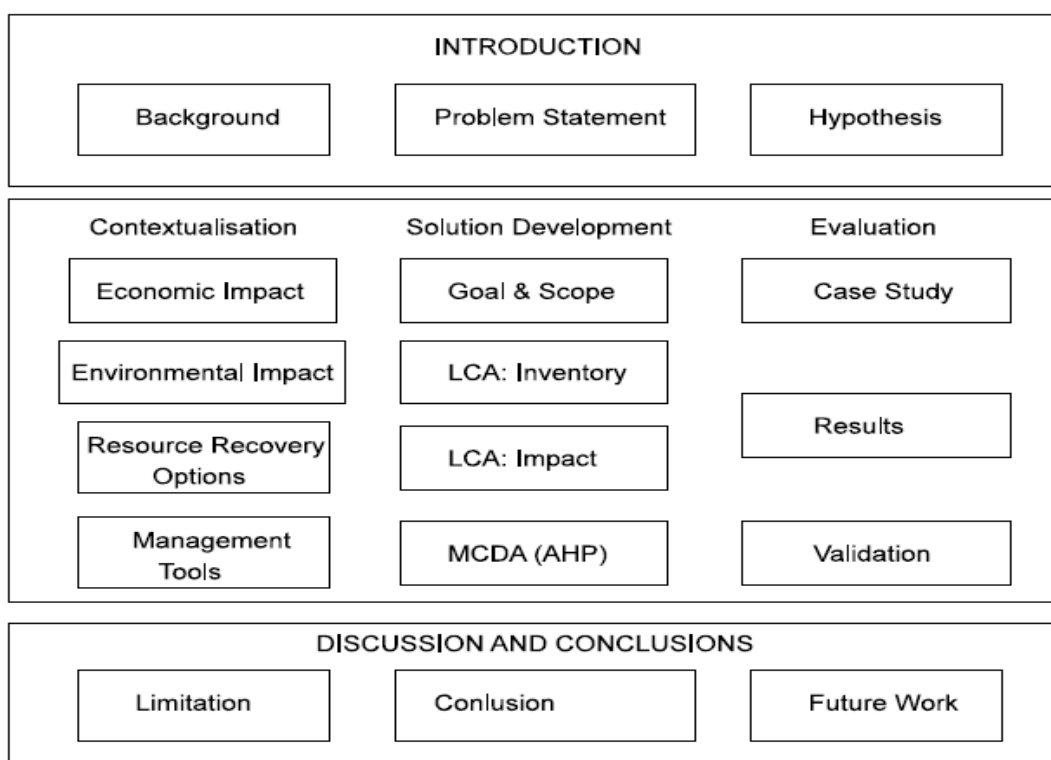 INTRODUCTION
Background
Problem Statement
Hypothesis
Contextualisation
Solution Development
Evaluation
Economic Impact
Goal & Scope
Case Study
Environmental Impact
LCA: Inventory
Resource Recovery
Options
LCA: Impact
Results
Management
Tools
MCDA (AHP)
Validation
DISCUSSION AND CONCLUSIONS
Limitation
Conlusion
Future Work